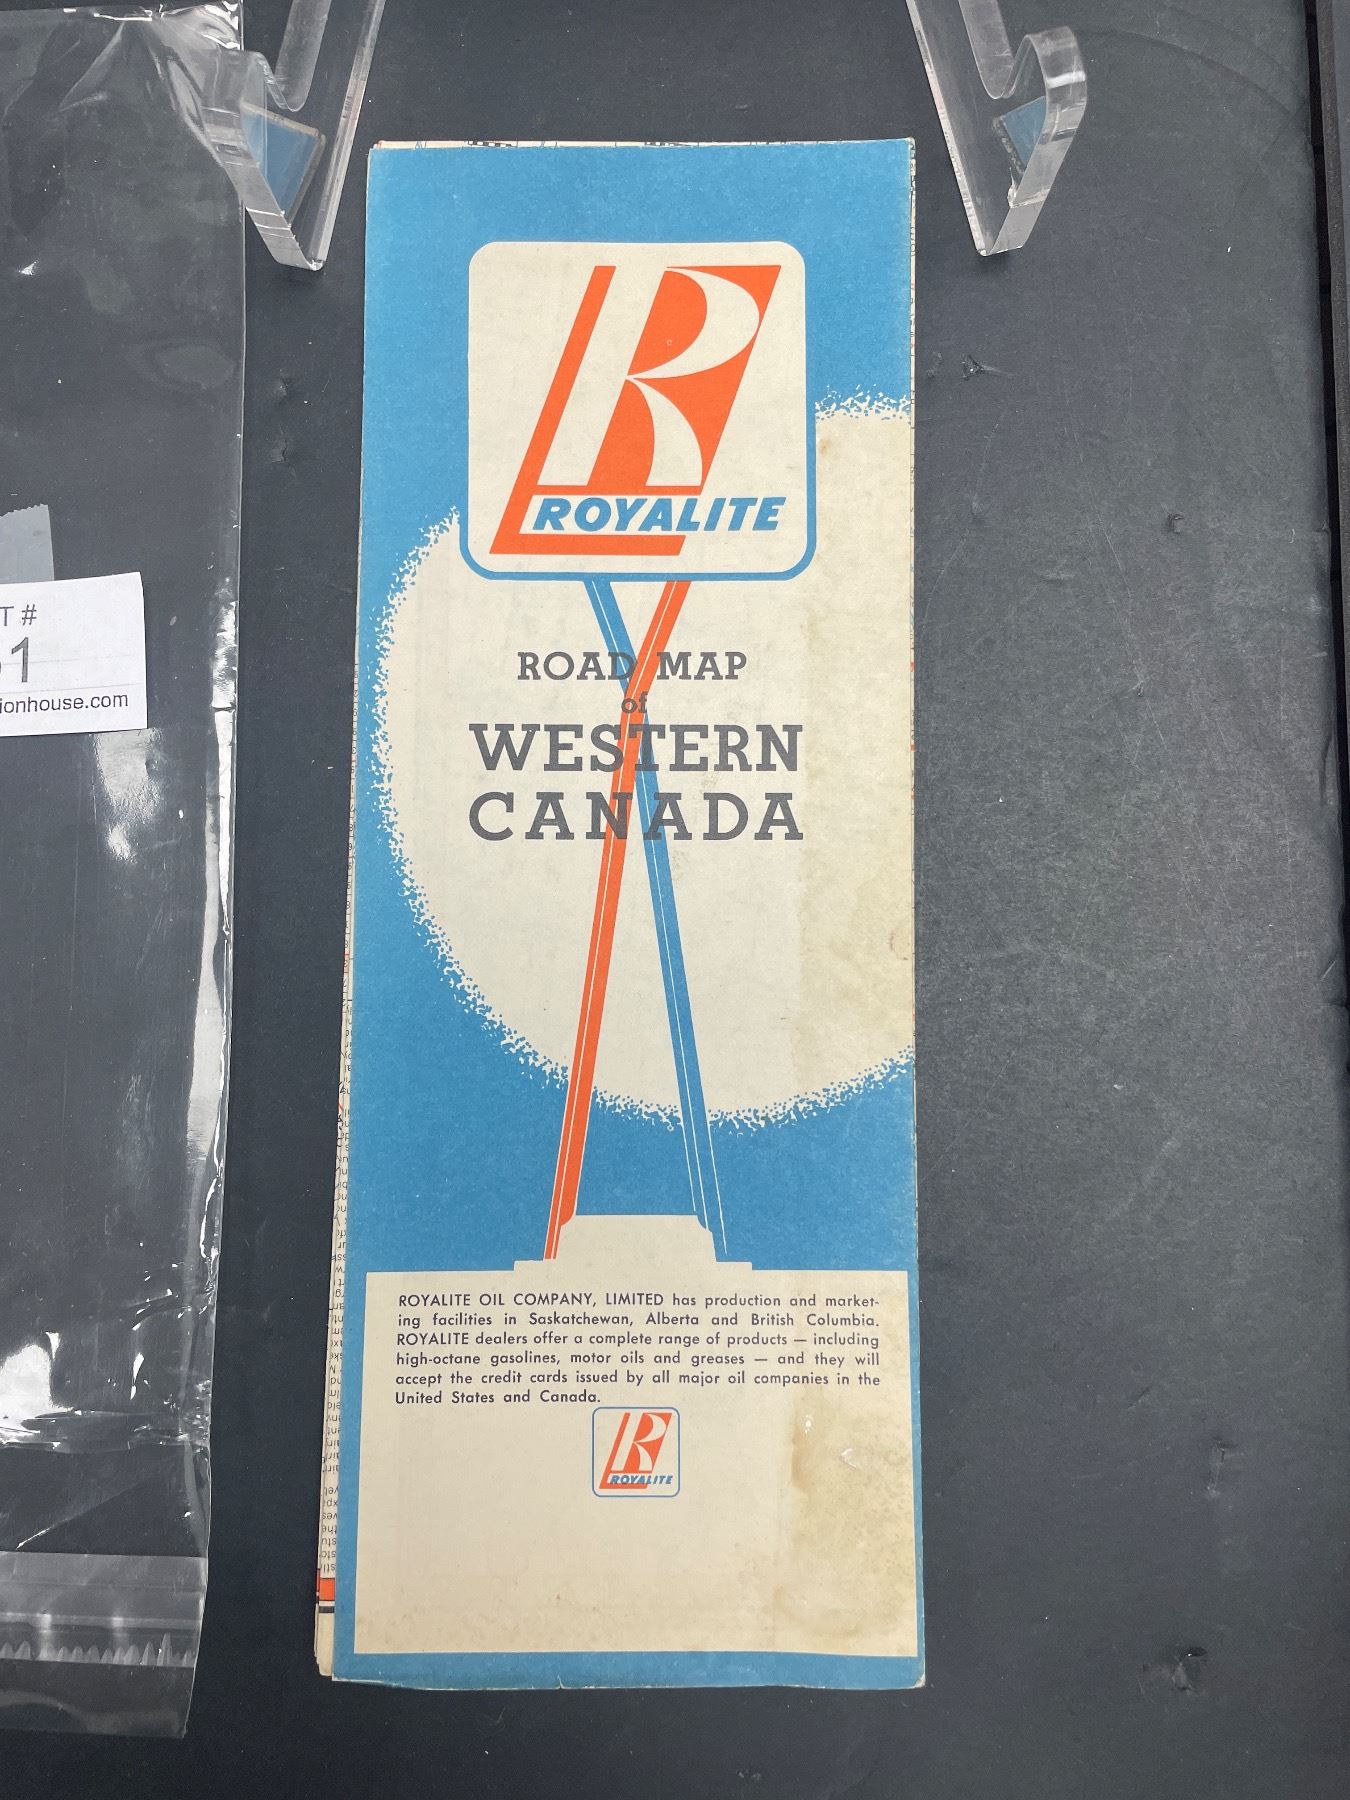 ROYALITE
ROAD MAP
of
WESTERN
CANADA
ROYALITE OIL COMPANY, LIMITED has production and market-
ing facilities in Saskatchewan, Alberta and British Columbia.
ROYALITE dealers offer a complete range of products — including
high-octane gasolines, motor oils and greases — and they will
accept the credit cards issued by all major oil companies in the
United States and Canada.
ROYALITE
T #
1
ionhouse.com